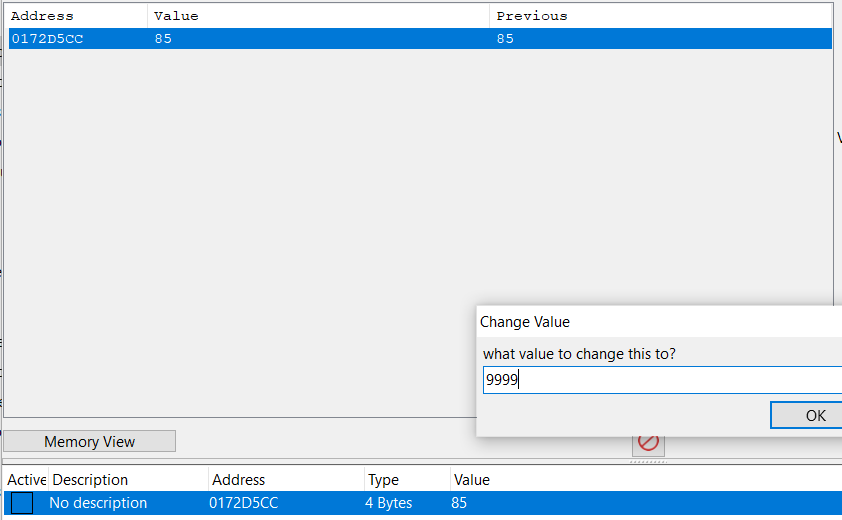 Address Value Previous
0172D5CC 85 85
Change Value
what value to change this to?
9999
OK
Memory View
Active Description Address Type Value
No description 0172D5CC 4 Bytes 85